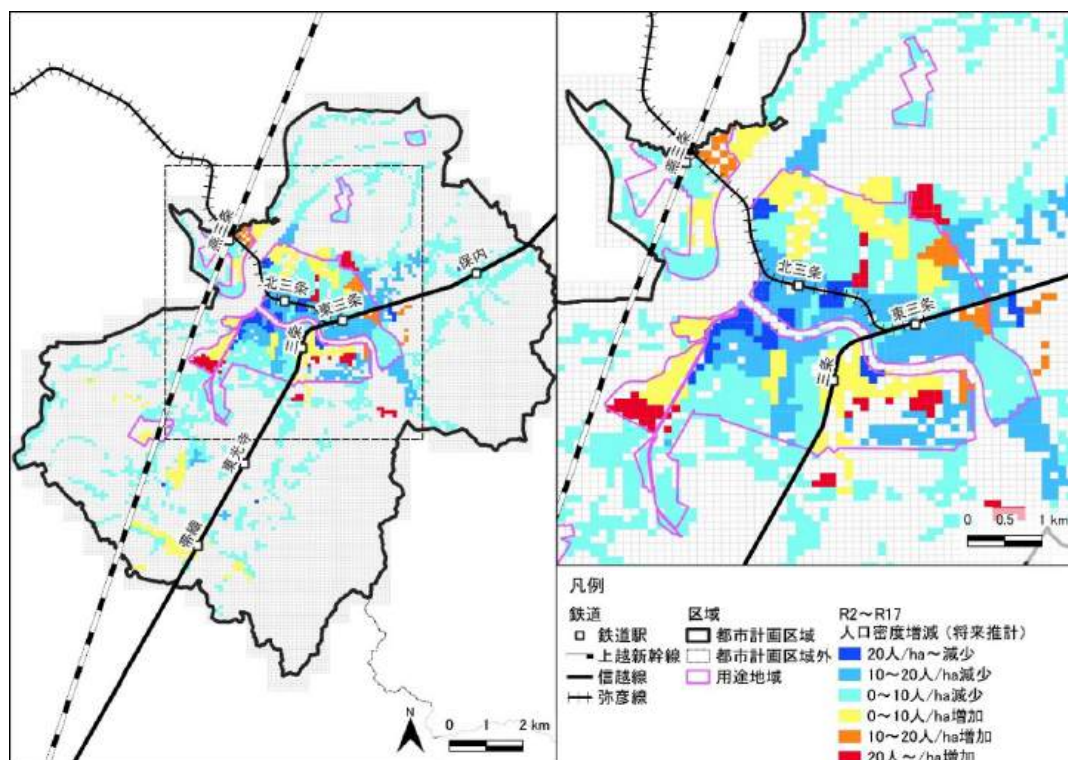 燕三条
北三条
東三条
保内
三条
東光寺
帯織
N
0 1 2 km
燕三条
北三条
東三条
三条
0 0.5 1 km
凡例
鉄道
鉄道駅
上越新幹線
信越線
弥彦線
区域
都市計画区域
都市計画区域外
用途地域
R2～R17
人口密度増減（将来推計）
20人/ha～減少
10～20人/ha減少
0～10人/ha減少
0～10人/ha増加
10～20人/ha増加
20人～/ha増加